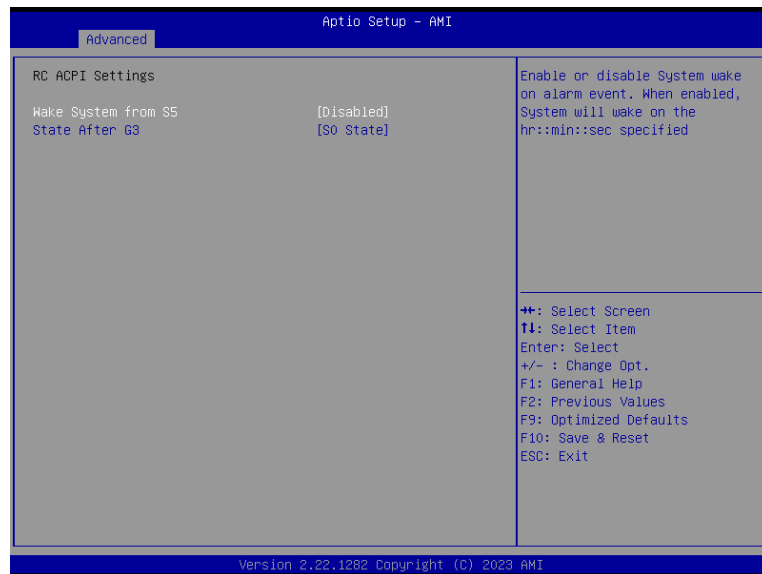 Aptio Setup – AMI
Advanced
RC ACPI Settings
Wake System from S5 [Disabled]
State After G3 [S0 State]
Enable or disable System wake
on alarm event. When enabled,
System will wake on the
hr::min::sec specified
→←: Select Screen
↑↓: Select Item
Enter: Select
+/- : Change Opt.
F1: General Help
F2: Previous Values
F9: Optimized Defaults
F10: Save & Reset
ESC: Exit
Version 2.22.1282 Copyright (C) 2023 AMI